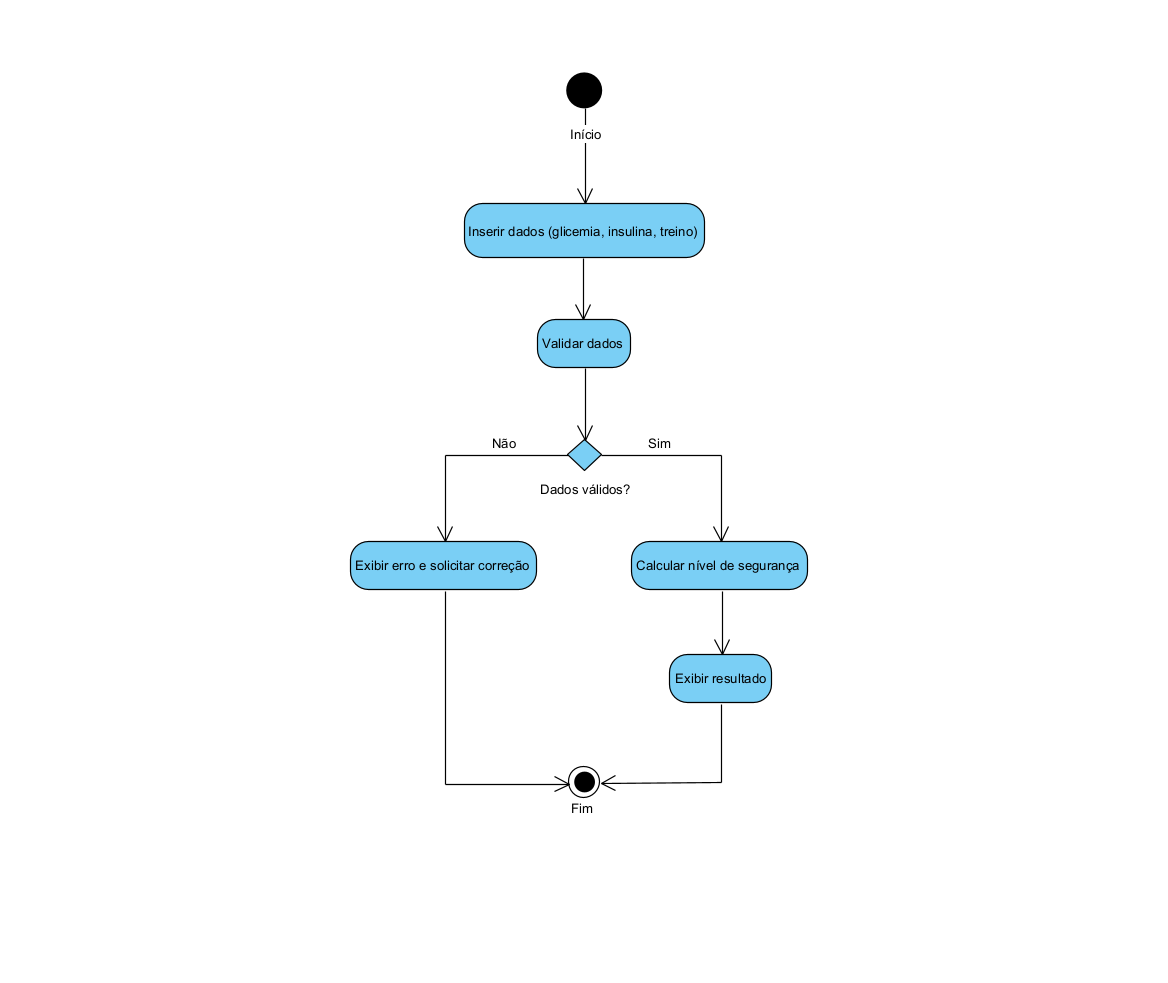 Início
Inserir dados (glicemia, insulina, treino)
Validar dados
Não
Sim
Dados válidos?
Exibir erro e solicitar correção
Calcular nível de segurança
Exibir resultado
Fim